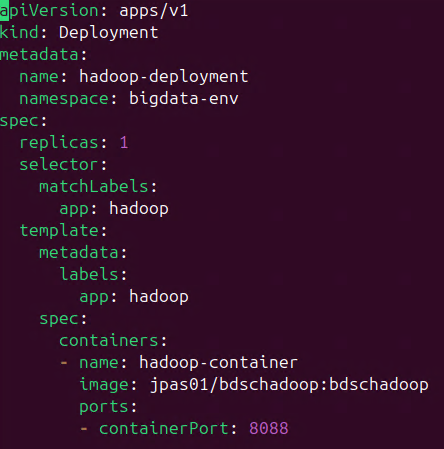 apiVersion: apps/v1
kind: Deployment
metadata:
  name: hadoop-deployment
  namespace: bigdata-env
spec:
  replicas: 1
  selector:
    matchLabels:
      app: hadoop
  template:
    metadata:
      labels:
        app: hadoop
    spec:
      containers:
      - name: hadoop-container
        image: jpas01/bdschadoop:bdschadoop
        ports:
        - containerPort: 8088